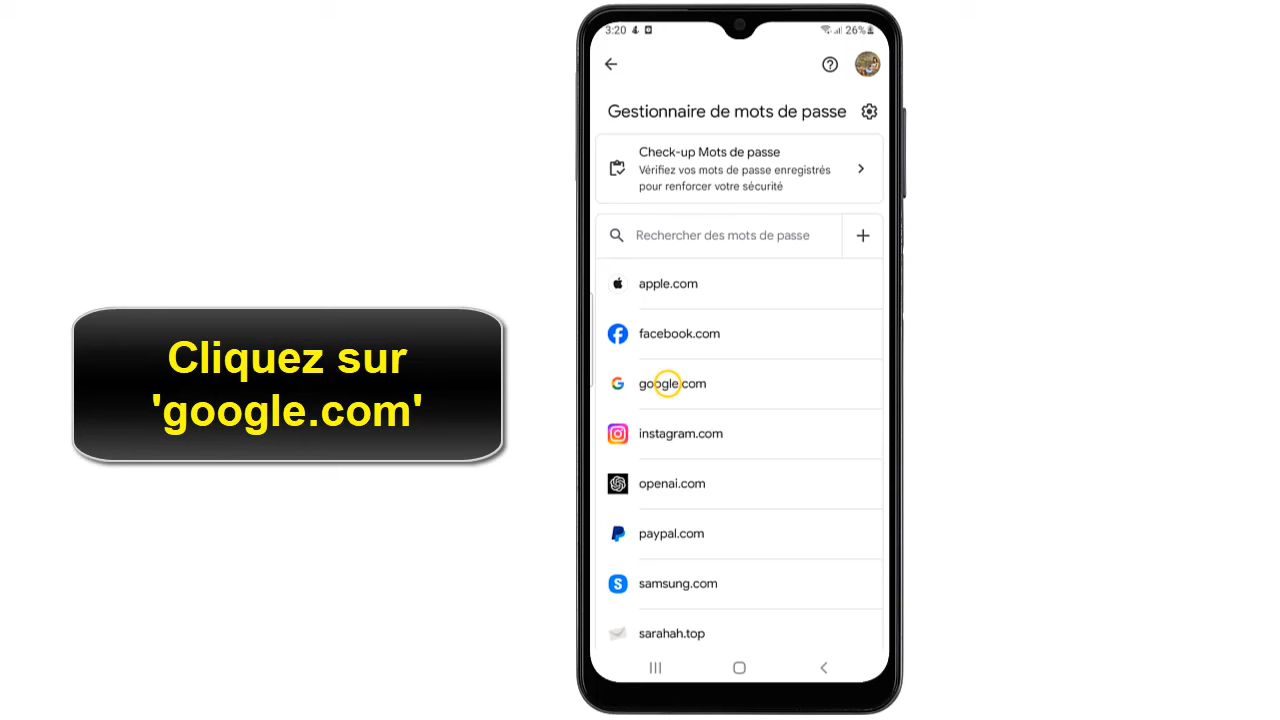 Cliquez sur
'google.com'
3:20
26%
Gestionnaire de mots de passe
Check-up Mots de passe
Vérifiez vos mots de passe enregistrés
pour renforcer votre sécurité
Rechercher des mots de passe
apple.com
facebook.com
google.com
instagram.com
openai.com
paypal.com
samsung.com
sarahah.top